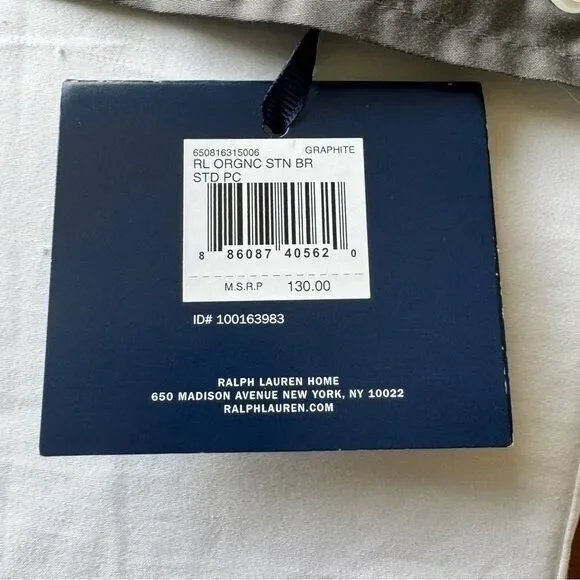 650816315006 GRAPHITE
RL ORGNC STN BR
STD PC
8 86087 40562 0
M.S.R.P 130.00
ID# 100163983
RALPH LAUREN HOME
650 MADISON AVENUE NEW YORK, NY 10022
RALPHLAUREN.COM